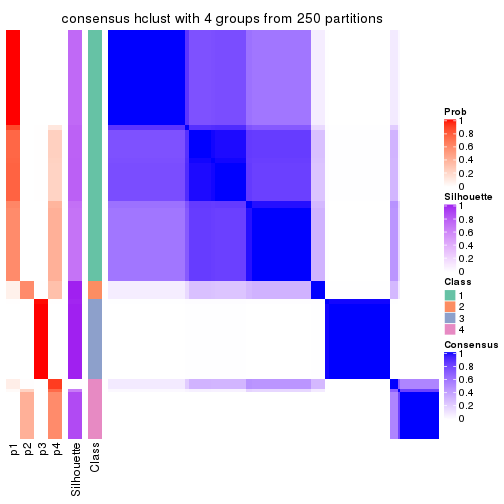 consensus hclust with 4 groups from 250 partitions
Prob
1
0.8
0.6
0.4
0.2
0
Silhouette
1
0.8
0.6
0.4
0.2
0
Class
1
2
3
4
Consensus
1
0.8
0.6
0.4
0.2
0
p1
p2
p3
p4
Silhouette
Class